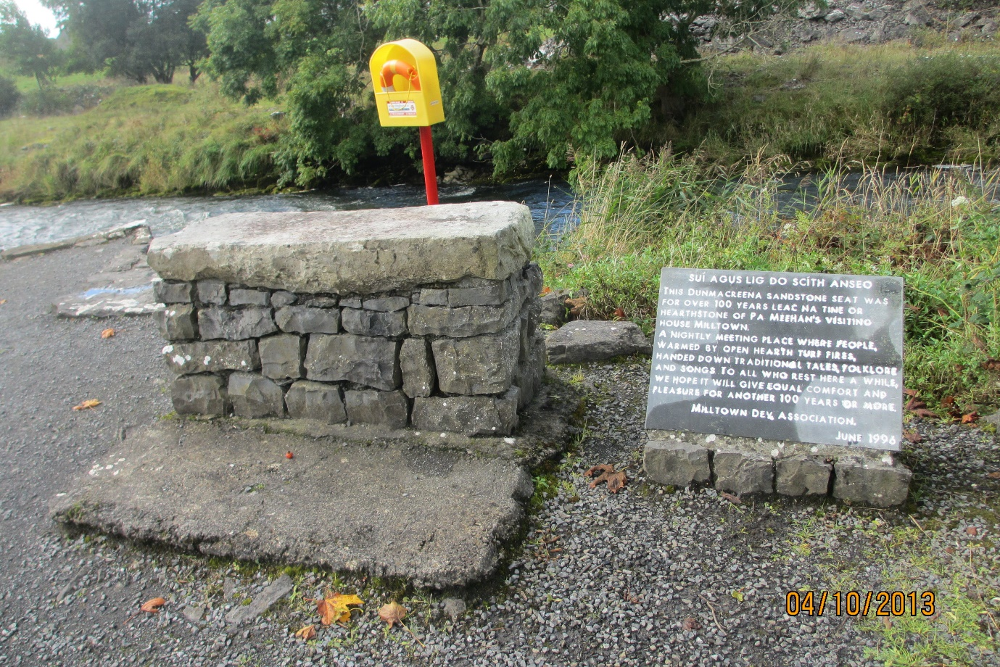 SUÍ AGUS LIG DO SCÍTH ANSEO
THIS DUNMACREENA SANDSTONE SEAT WAS
FOR OVER 100 YEARS LEAC NA TINE OR
HEARTHSTONE OF PA MEEHAN'S VISITING
HOUSE MILLTOWN.
A NIGHTLY MEETING PLACE WHERE PEOPLE,
WARMED BY OPEN HEARTH TURF FIRES,
HANDED DOWN TRADITIONAL TALES, FOLKLORE
AND SONGS TO ALL WHO REST HERE A WHILE,
WE HOPE IT WILL GIVE EQUAL COMFORT AND
PLEASURE FOR ANOTHER 100 YEARS OR MORE.
MILLTOWN DEV. ASSOCIATION.
JUNE 1998
04/10/2013